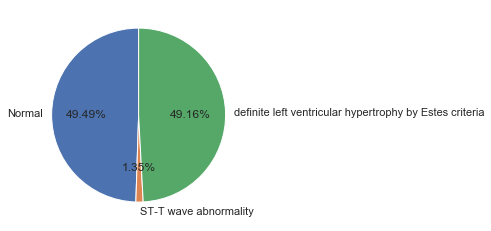 Normal
49.49%
49.16%
definite left ventricular hypertrophy by Estes criteria
1.35%
ST-T wave abnormality